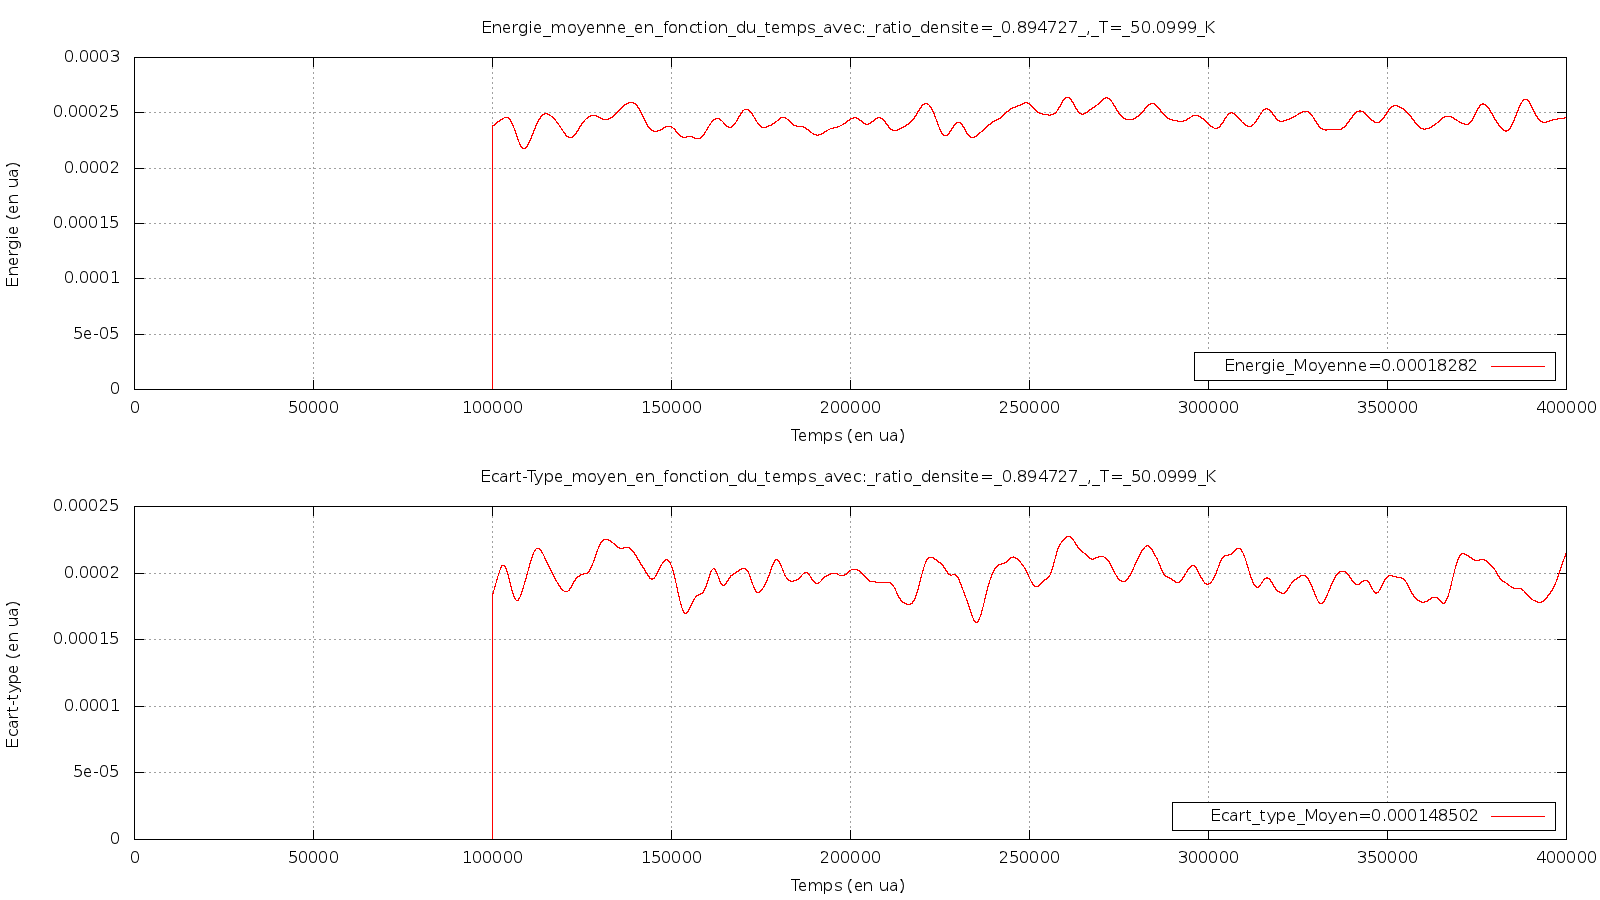 Energie_moyenne_en_fonction_du_temps_avec:_ratio_densite=_0.894727_,_T=_50.0999_K
0.0003
0.00025
0.0002
0.00015
0.0001
5e-05
0
Energie (en ua)
Energie_Moyenne=0.00018282
0 50000 100000 150000 200000 250000 300000 350000 400000
Temps (en ua)
Ecart-Type_moyen_en_fonction_du_temps_avec:_ratio_densite=_0.894727_,_T=_50.0999_K
0.00025
0.0002
0.00015
0.0001
5e-05
0
Ecart-type (en ua)
Ecart_type_Moyen=0.000148502
0 50000 100000 150000 200000 250000 300000 350000 400000
Temps (en ua)